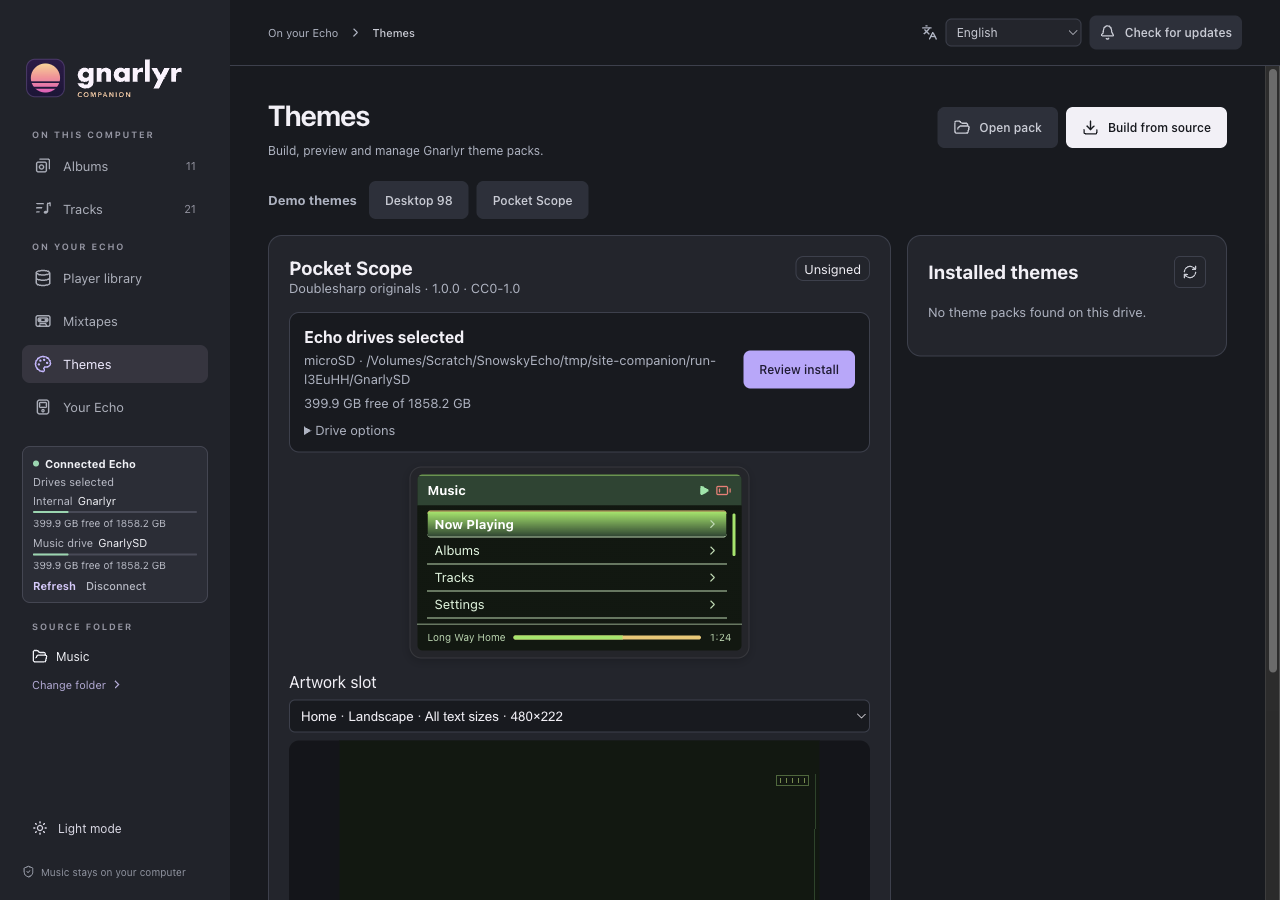 gnarlyr
COMPANION
ON THIS COMPUTER
Albums 11
Tracks 21
ON YOUR ECHO
Player library
Mixtapes
Themes
Your Echo
Connected Echo
Drives selected
Internal Gnarlyr
399.9 GB free of 1858.2 GB
Music drive GnarlySD
399.9 GB free of 1858.2 GB
Refresh Disconnect
SOURCE FOLDER
Music
Change folder
Light mode
Music stays on your computer
On your Echo Themes
English
Check for updates
Themes
Build, preview and manage Gnarlyr theme packs.
Open pack
Build from source
Demo themes Desktop 98 Pocket Scope
Pocket Scope
Unsigned
Doublesharp originals · 1.0.0 · CC0-1.0
Echo drives selected
microSD · /Volumes/Scratch/SnowskyEcho/tmp/site-companion/run-
l3EuHH/GnarlySD
399.9 GB free of 1858.2 GB
Drive options
Review install
Music
Now Playing
Albums
Tracks
Settings
Long Way Home 1:24
Artwork slot
Home · Landscape · All text sizes · 480×222
Installed themes
No theme packs found on this drive.